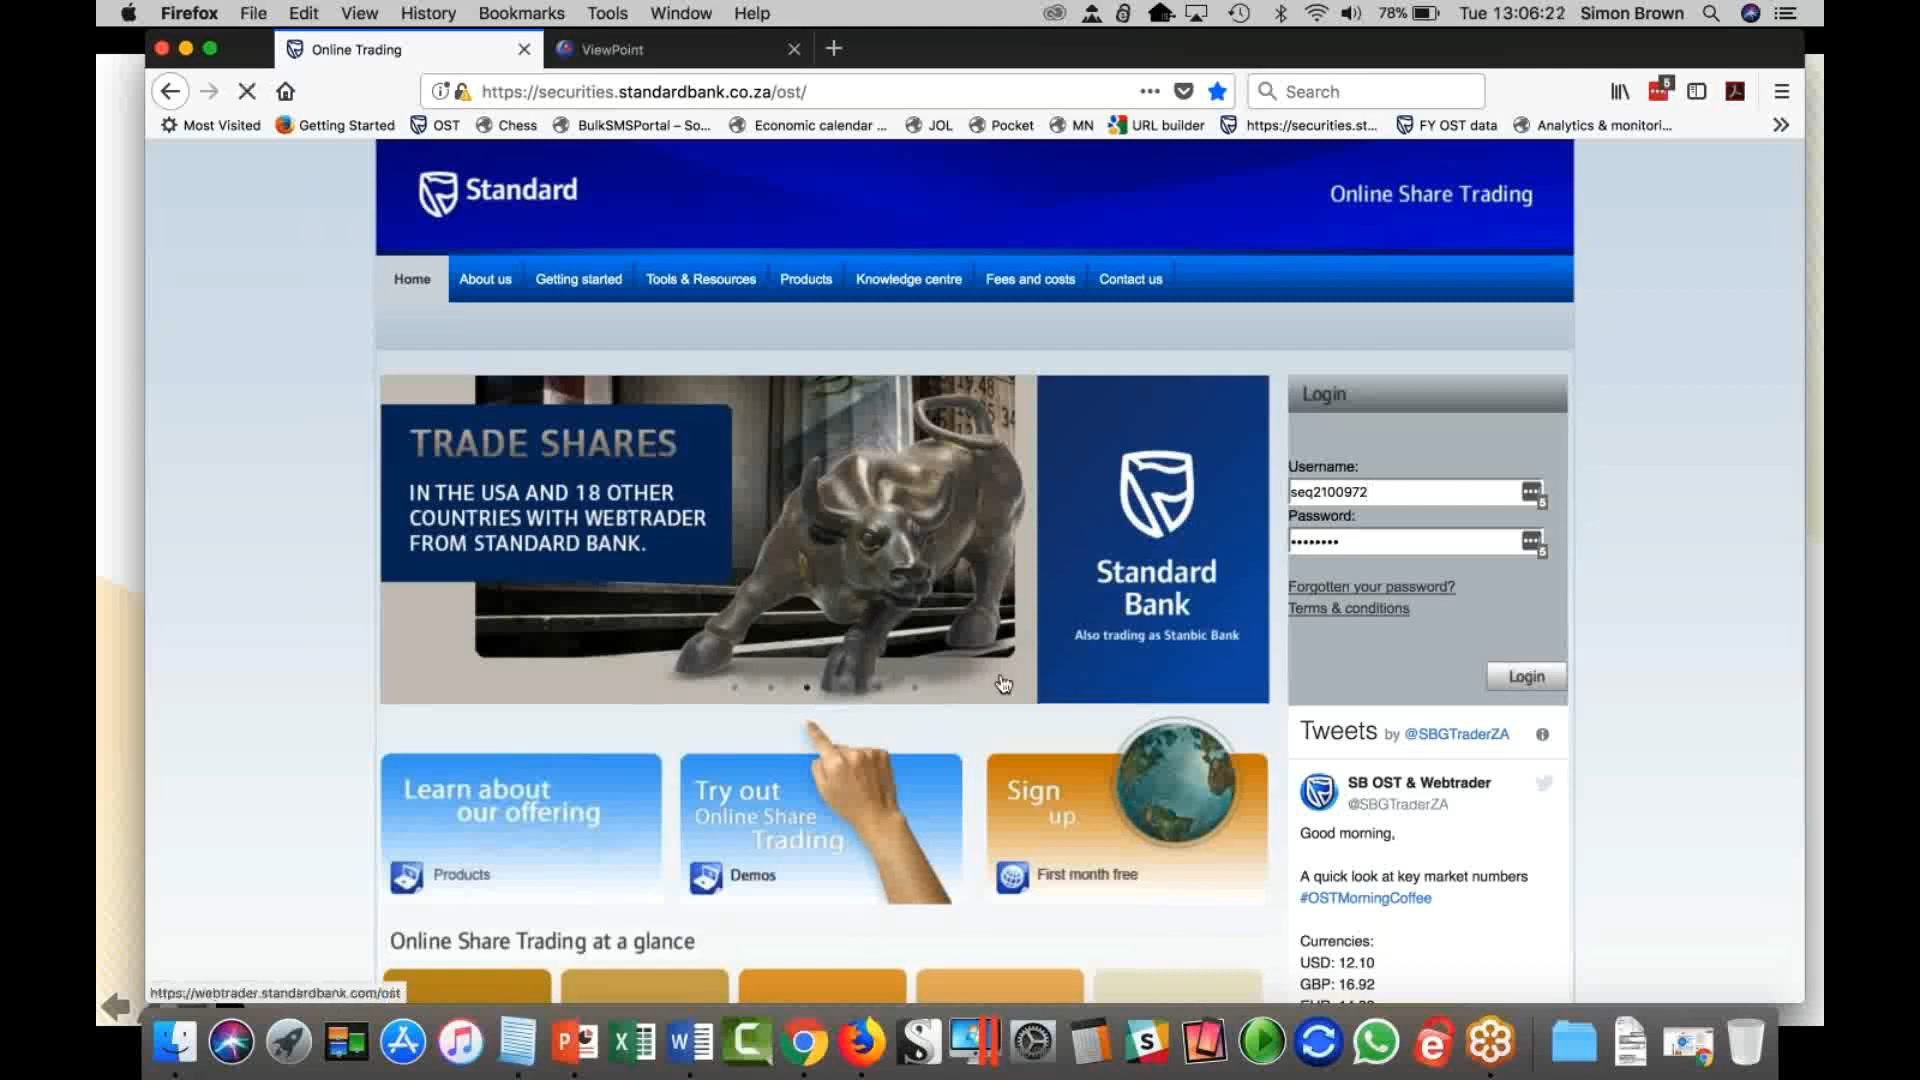 Firefox File Edit View History Bookmarks Tools Window Help 78% Tue 13:06:22 Simon Brown
Online Trading ViewPoint
https://securities.standardbank.co.za/ost/ Search 5
Most Visited Getting Started OST Chess BulkSMSPortal – So... Economic calendar ... JOL Pocket MN URL builder https://securities.st... FY OST data Analytics & monitori...
Standard
Online Share Trading
Home About us Getting started Tools & Resources Products Knowledge centre Fees and costs Contact us
TRADE SHARES
IN THE USA AND 18 OTHER
COUNTRIES WITH WEBTRADER
FROM STANDARD BANK.
19.48
34
Standard
Bank
Also trading as Stanbic Bank
Login
Username:
seq2100972
5
Password:
••••••••
5
Forgotten your password?
Terms & conditions
Login
Learn about
our offering
Products
Try out
Online Share
Trading
Demos
Sign
up
First month free
Tweets by @SBGTraderZA
SB OST & Webtrader
@SBGTraderZA
Good morning,
A quick look at key market numbers
#OSTMorningCoffee
Currencies:
USD: 12.10
GBP: 16.92
Online Share Trading at a glance
https://webtrader.standardbank.com/ost